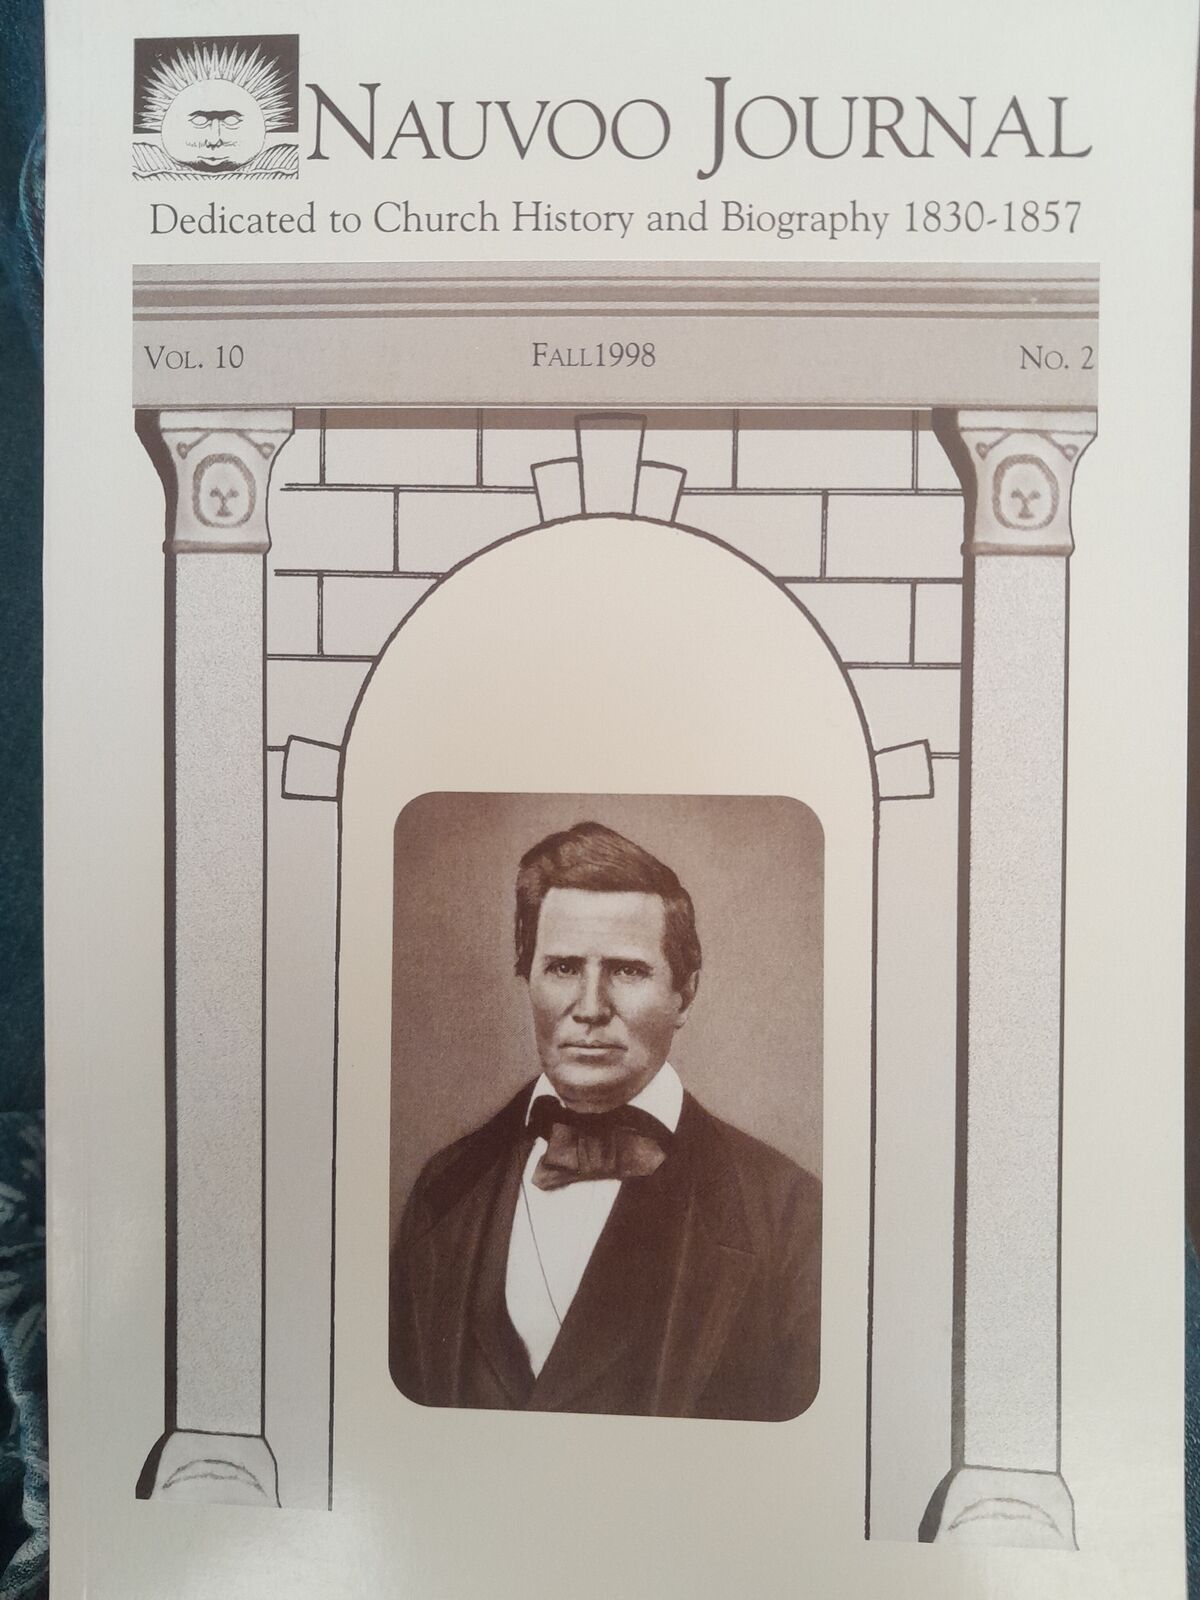 NAUVOO JOURNAL
Dedicated to Church History and Biography 1830-1857
VOL. 10 FALL1998 NO. 2